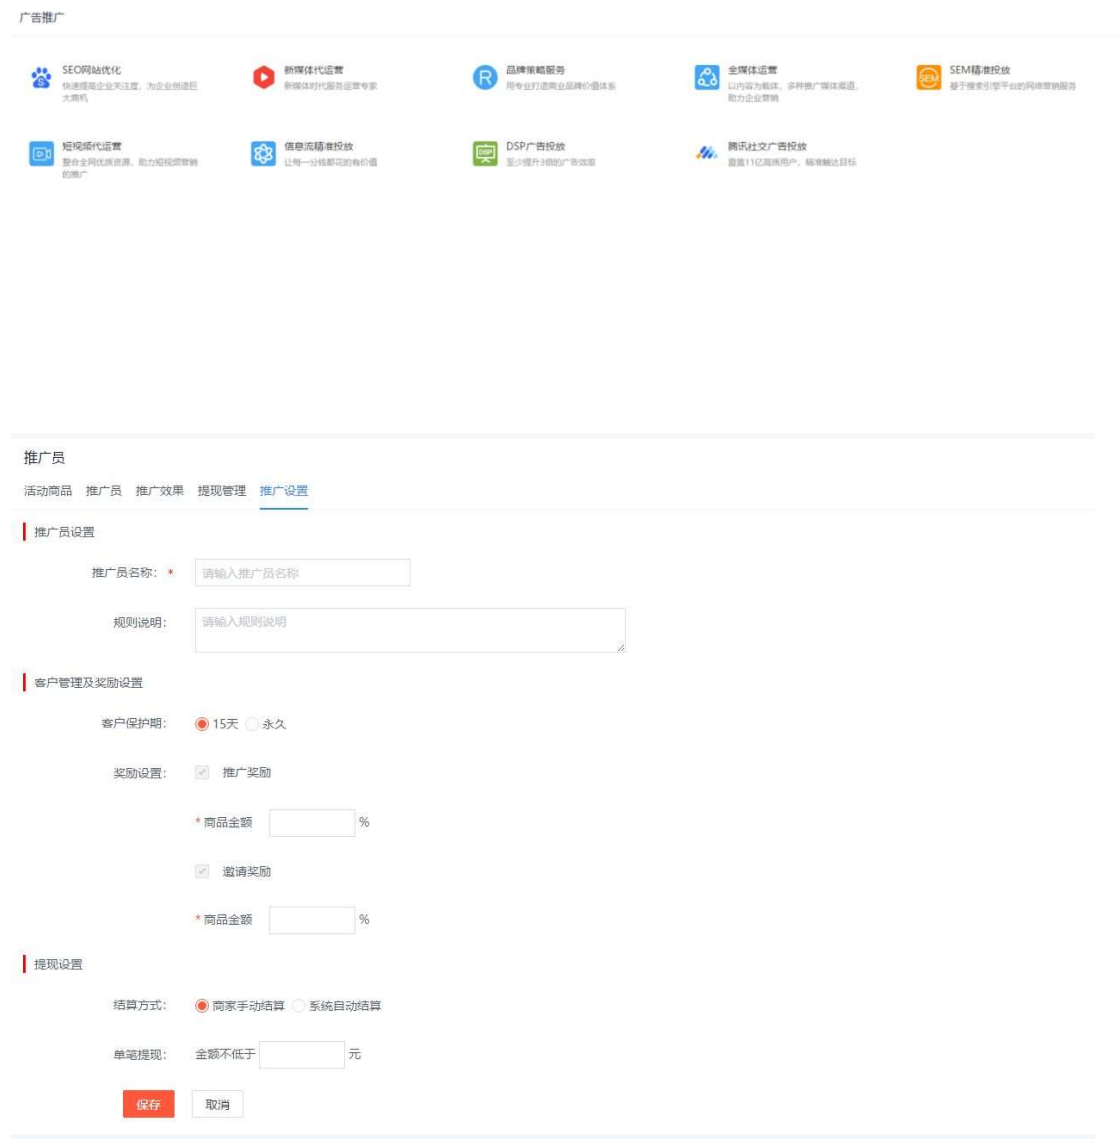 广告推广
SEO网站优化
快速提高企业关注度，为企业创造巨
大商机
新媒体代运营
新媒体时代服务运营专家
品牌策略服务
用专业打造商业品牌价值体系
全媒体运营
以内容为载体，多种推广媒体渠道，
助力企业营销
SEM
SEM精准投放
基于搜索引擎平台的网络营销服务
短视频代运营
整合全网优质资源，助力短视频营销
的推广
信息流精准投放
让每一分钱都花的有价值
DSP
DSP广告投放
至少提升3倍的广告效率
腾讯社交广告投放
覆盖11亿高质用户，精准触达目标
推广员
活动商品 推广员 推广效果 提现管理 推广设置
推广员设置
推广员名称： * 请输入推广员名称
规则说明： 请输入规则说明
客户管理及奖励设置
客户保护期： 15天 永久
奖励设置： 推广奖励
* 商品金额 %
邀请奖励
* 商品金额 %
提现设置
结算方式： 商家手动结算 系统自动结算
单笔提现： 金额不低于 元
保存 取消